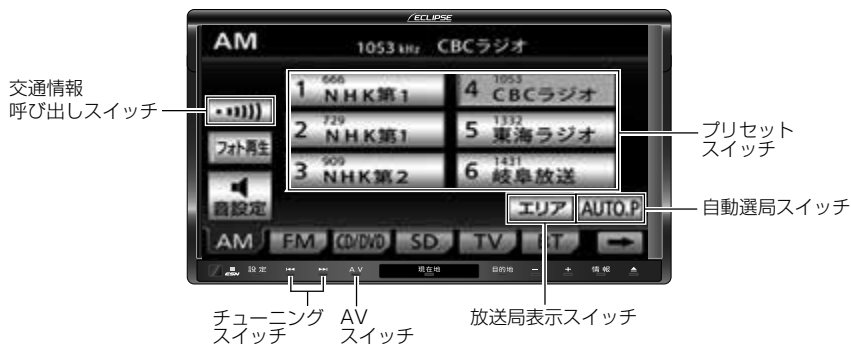 ECLIPSE
AM
1053 kHz CBCラジオ
交通情報
呼び出しスイッチ
1 666 NHK第1
4 1053 CBCラジオ
2 729 NHK第1
5 1332 東海ラジオ
3 909 NHK第2
6 1431 岐阜放送
フォト再生
音設定
エリア
AUTO.P
プリセット
スイッチ
自動選局スイッチ
AM FM CD/DVD SD TV BT
ESN 設定 AV 現在地 目的地 − + 情報
チューニング
スイッチ
AV
スイッチ
放送局表示スイッチ